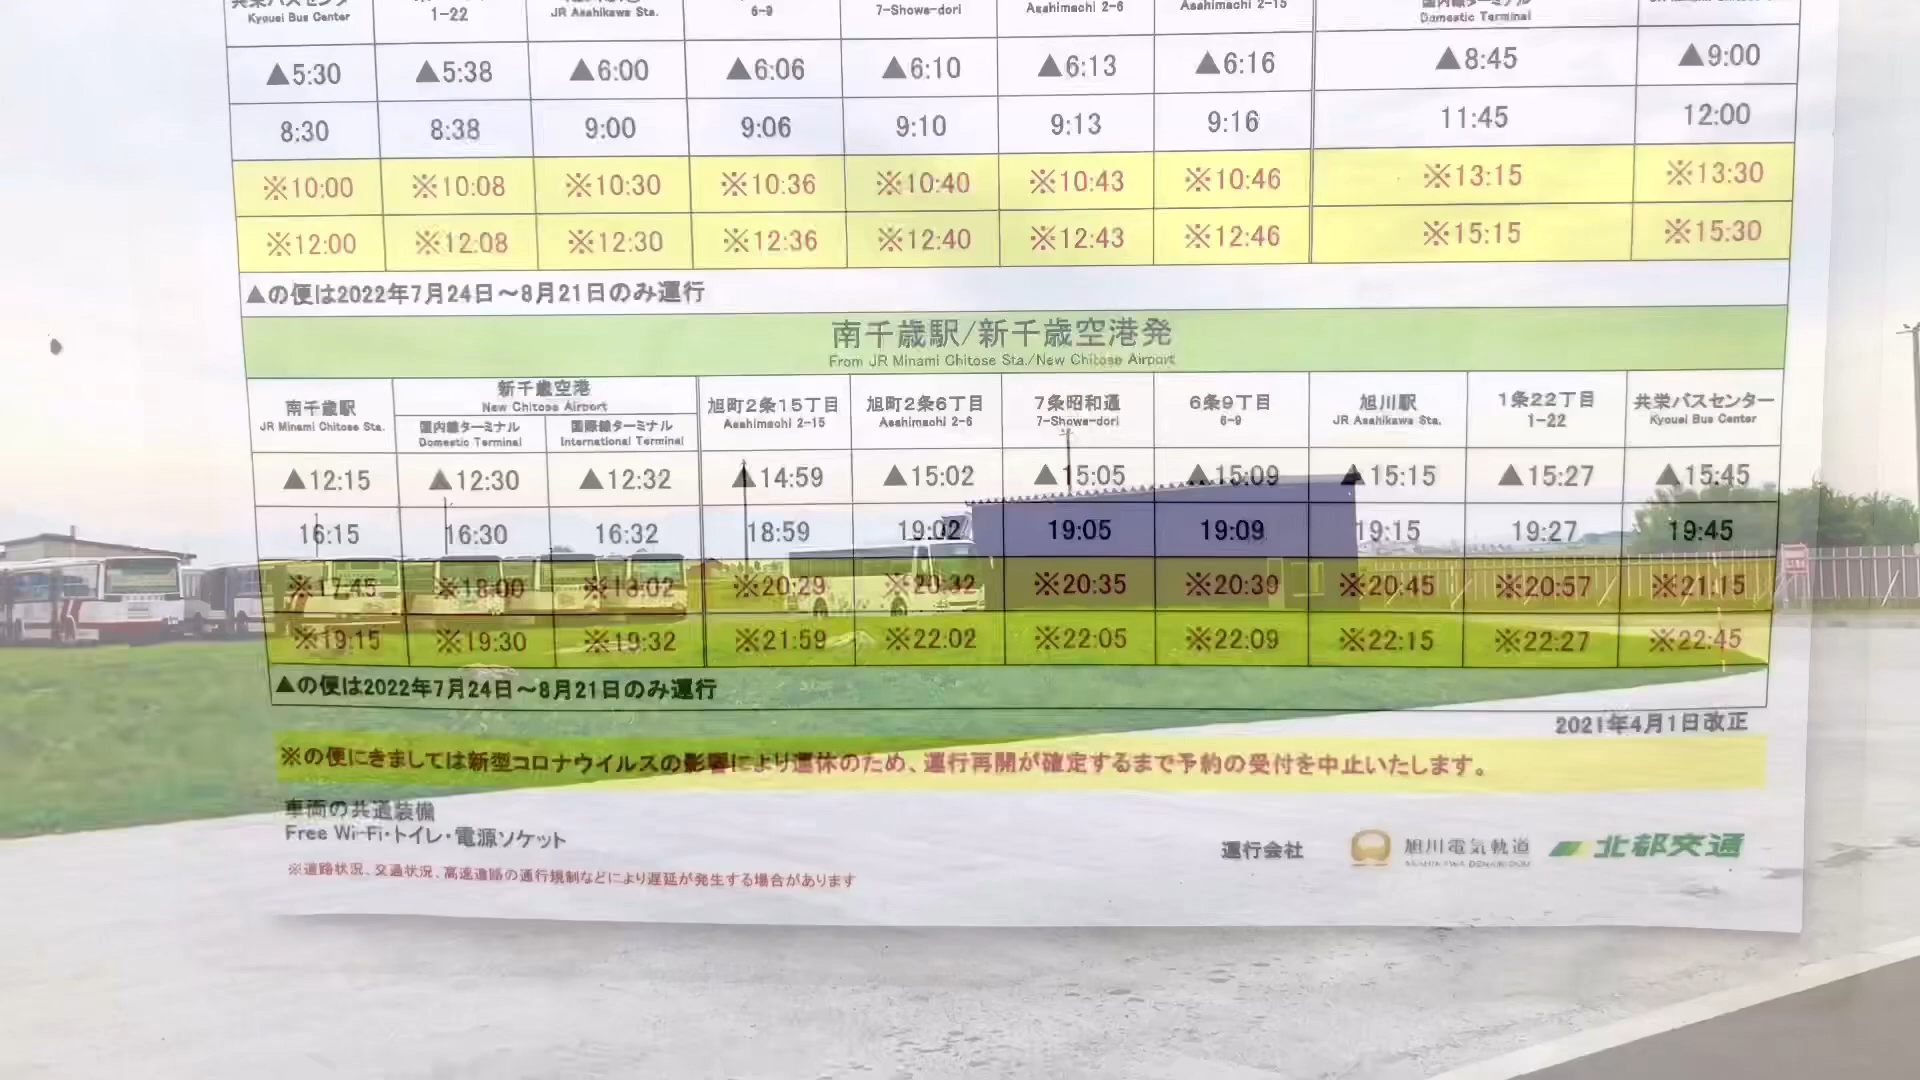 Kyouei Bus Center 1-22 JR Asahikawa Sta. 6-9 7-Showa-dori Asahimachi 2-6 Asahimachi 2-15 Domestic Terminal
▲5:30 ▲5:38 ▲6:00 ▲6:06 ▲6:10 ▲6:13 ▲6:16 ▲8:45 ▲9:00
8:30 8:38 9:00 9:06 9:10 9:13 9:16 11:45 12:00
※10:00 ※10:08 ※10:30 ※10:36 ※10:40 ※10:43 ※10:46 ※13:15 ※13:30
※12:00 ※12:08 ※12:30 ※12:36 ※12:40 ※12:43 ※12:46 ※15:15 ※15:30
▲の便は2022年7月24日～8月21日のみ運行
南千歳駅/新千歳空港発
From JR Minami Chitose Sta./New Chitose Airport
南千歳駅 新千歳空港 旭町2条15丁目 旭町2条6丁目 7条昭和通 6条9丁目 旭川駅 1条22丁目 共栄バスセンター
JR Minami Chitose Sta. New Chitose Airport Asahimachi 2-15 Asahimachi 2-6 7-Showa-dori 6-9 JR Asahikawa Sta. 1-22 Kyouei Bus Center
国内線ターミナル 国際線ターミナル
Domestic Terminal International Terminal
▲12:15 ▲12:30 ▲12:32 ▲14:59 ▲15:02 ▲15:05 ▲15:09 ▲15:15 ▲15:27 ▲15:45
16:15 16:30 16:32 18:59 19:02 19:05 19:09 19:15 19:27 19:45
※17:45 ※18:00 ※18:02 ※20:29 ※20:32 ※20:35 ※20:39 ※20:45 ※20:57 ※21:15
※19:15 ※19:30 ※19:32 ※21:59 ※22:02 ※22:05 ※22:09 ※22:15 ※22:27 ※22:45
▲の便は2022年7月24日～8月21日のみ運行
2021年4月1日改正
※の便にきましては新型コロナウイルスの影響により運休のため、運行再開が確定するまで予約の受付を中止いたします。
車両の共通装備
Free Wi-Fi・トイレ・電源ソケット
運行会社 旭川電気軌道 北都交通
※道路状況、交通状況、高速道路の通行規制などにより遅延が発生する場合があります